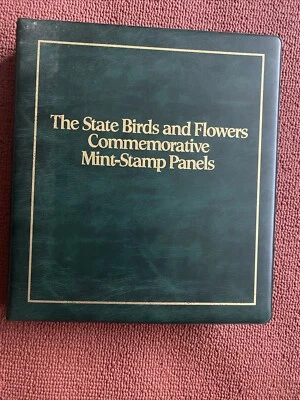 The State Birds and Flowers
Commemorative
Mint-Stamp Panels